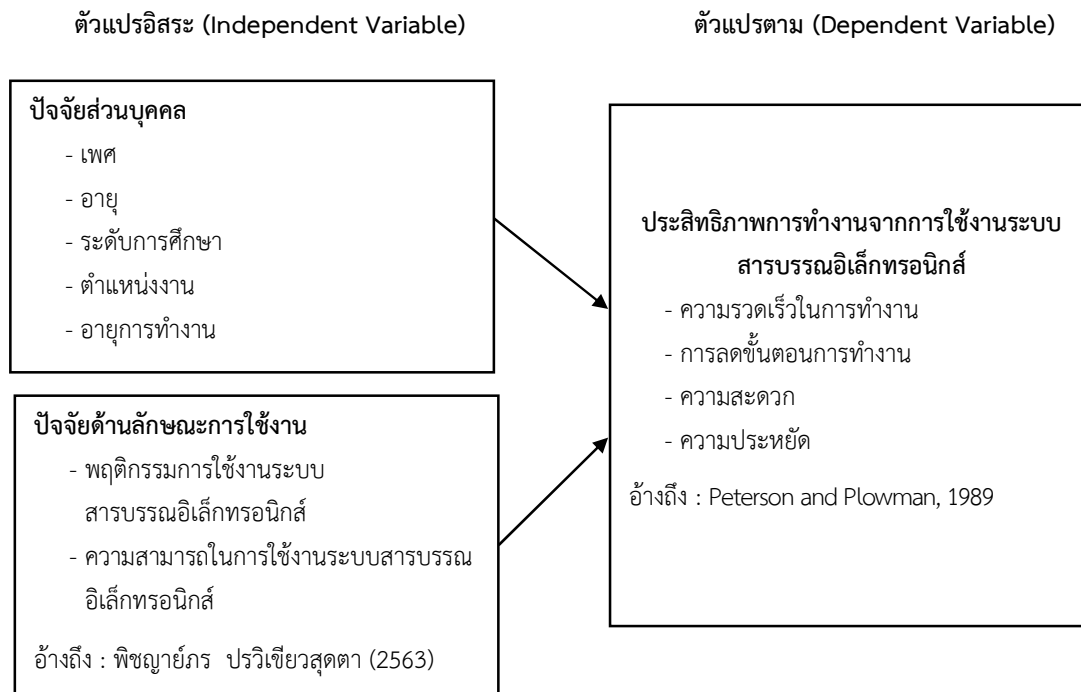 ตัวแปรอิสระ (Independent Variable)
ตัวแปรตาม (Dependent Variable)
ปัจจัยส่วนบุคคล
- เพศ
- อายุ
- ระดับการศึกษา
- ตำแหน่งงาน
- อายุการทำงาน
ปัจจัยด้านลักษณะการใช้งาน
- พฤติกรรมการใช้งานระบบ
สารบรรณอิเล็กทรอนิกส์
- ความสามารถในการใช้งานระบบสารบรรณ
อิเล็กทรอนิกส์
อ้างถึง : พิชญาย์ภร ปรวิเขียวสุดตา (2563)
ประสิทธิภาพการทำงานจากการใช้งานระบบ
สารบรรณอิเล็กทรอนิกส์
- ความรวดเร็วในการทำงาน
- การลดขั้นตอนการทำงาน
- ความสะดวก
- ความประหยัด
อ้างถึง : Peterson and Plowman, 1989